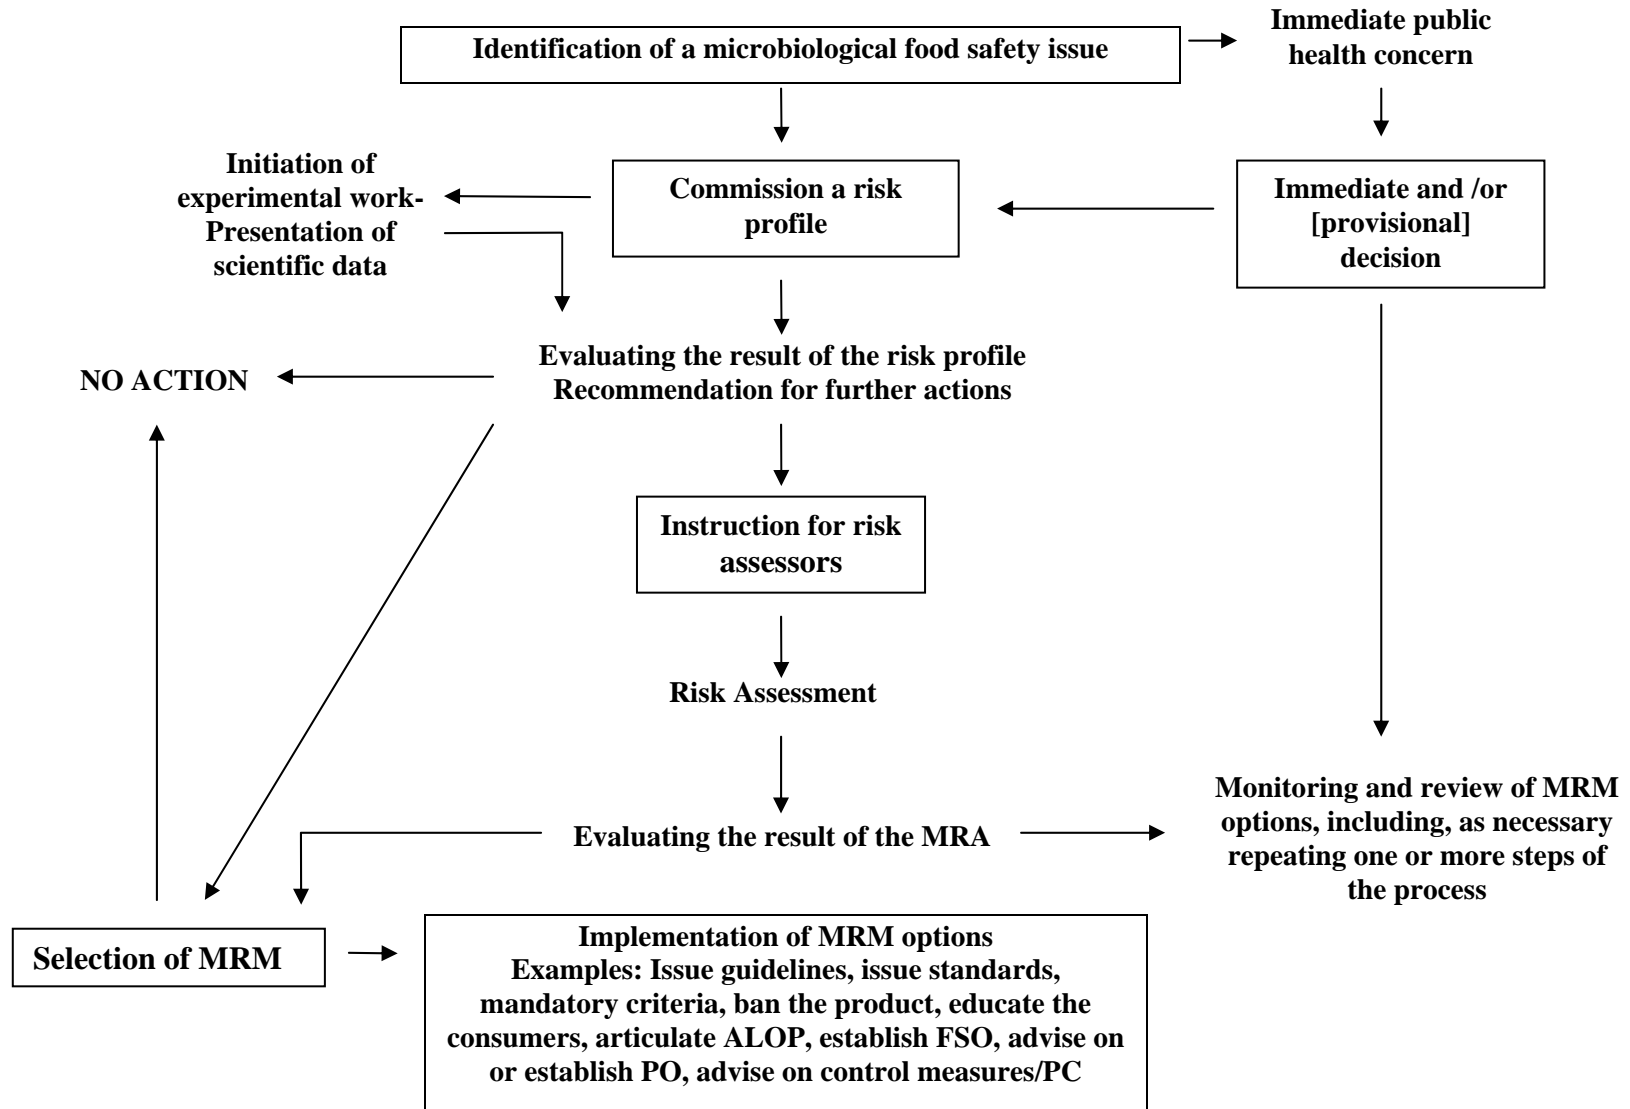 Identification of a microbiological food safety issue
Immediate public
health concern
Initiation of
experimental work-
Presentation of
scientific data
Commission a risk
profile
Immediate and /or
[provisional]
decision
NO ACTION
Evaluating the result of the risk profile
Recommendation for further actions
Instruction for risk
assessors
Risk Assessment
Evaluating the result of the MRA
Monitoring and review of MRM
options, including, as necessary
repeating one or more steps of
the process
Selection of MRM
Implementation of MRM options
Examples: Issue guidelines, issue standards,
mandatory criteria, ban the product, educate the
consumers, articulate ALOP, establish FSO, advise on
or establish PO, advise on control measures/PC